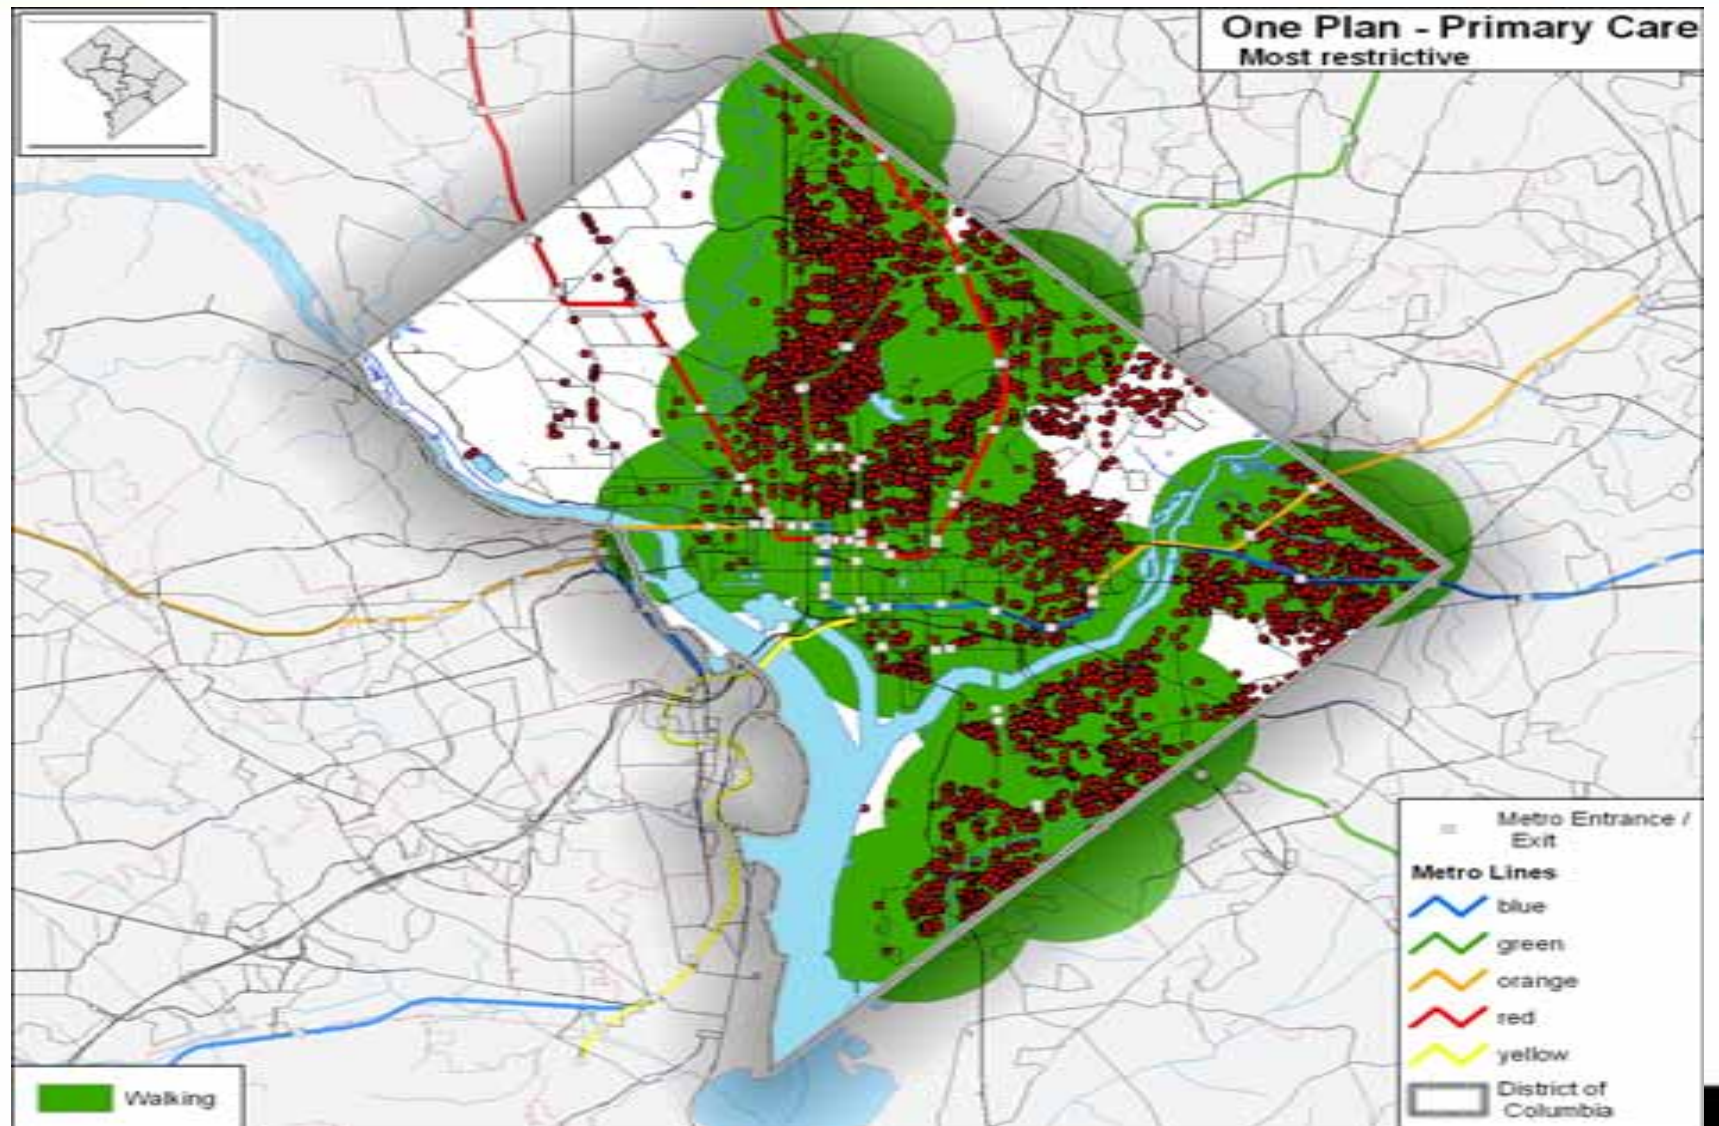 One Plan - Primary Care
Most restrictive
Metro Entrance /
Exit
Metro Lines
blue
green
orange
red
yellow
District of
Columbia
Walking